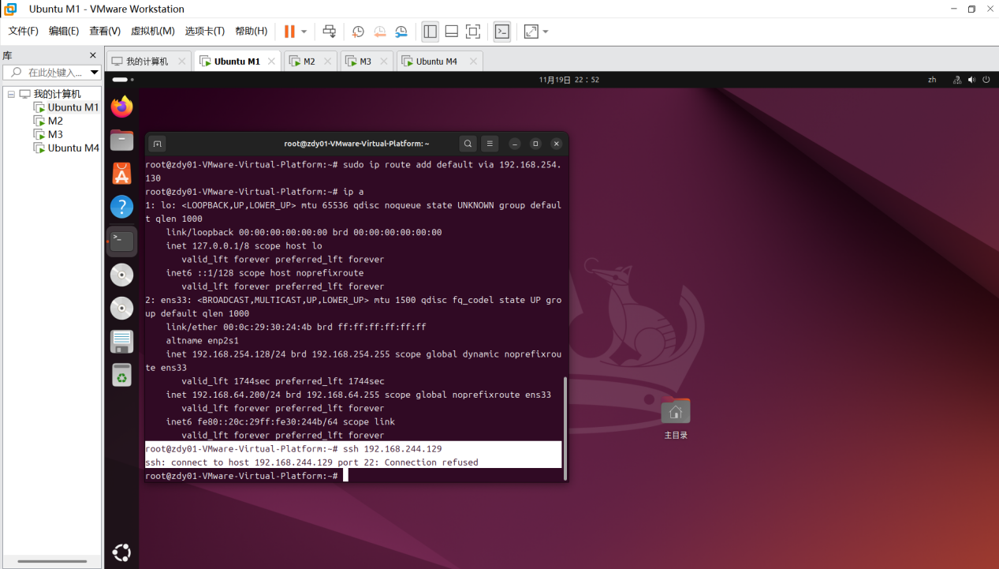 Ubuntu M1 - VMware Workstation
文件(F) 编辑(E) 查看(V) 虚拟机(M) 选项卡(T) 帮助(H)
库
在此处键入...
我的计算机
Ubuntu M1
M2
M3
Ubuntu M4
我的计算机 Ubuntu M1 M2 M3 Ubuntu M4
11月19日 22：52
zh
root@zdy01-VMware-Virtual-Platform: ~
root@zdy01-VMware-Virtual-Platform:~# sudo ip route add default via 192.168.254.
130
root@zdy01-VMware-Virtual-Platform:~# ip a
1: lo: <LOOPBACK,UP,LOWER_UP> mtu 65536 qdisc noqueue state UNKNOWN group defaul
t qlen 1000
link/loopback 00:00:00:00:00:00 brd 00:00:00:00:00:00
inet 127.0.0.1/8 scope host lo
valid_lft forever preferred_lft forever
inet6 ::1/128 scope host noprefixroute
valid_lft forever preferred_lft forever
2: ens33: <BROADCAST,MULTICAST,UP,LOWER_UP> mtu 1500 qdisc fq_codel state UP gro
up default qlen 1000
link/ether 00:0c:29:30:24:4b brd ff:ff:ff:ff:ff:ff
altname enp2s1
inet 192.168.254.128/24 brd 192.168.254.255 scope global dynamic noprefixrou
te ens33
valid_lft 1744sec preferred_lft 1744sec
inet 192.168.64.200/24 brd 192.168.64.255 scope global noprefixroute ens33
valid_lft forever preferred_lft forever
inet6 fe80::20c:29ff:fe30:244b/64 scope link
valid_lft forever preferred_lft forever
root@zdy01-VMware-Virtual-Platform:~# ssh 192.168.244.129
ssh: connect to host 192.168.244.129 port 22: Connection refused
root@zdy01-VMware-Virtual-Platform:~#
主目录